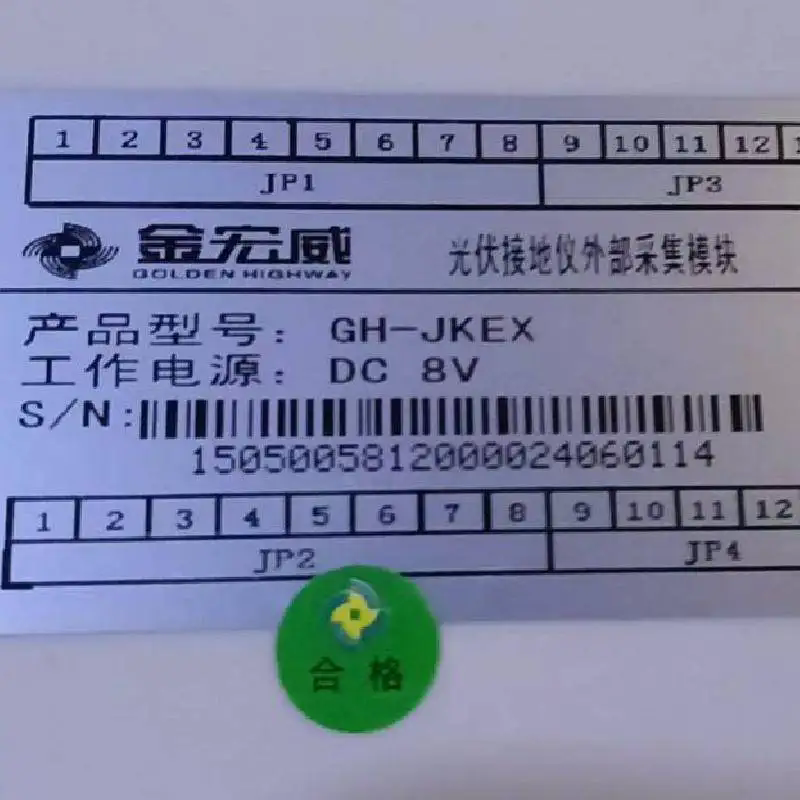 1 2 3 4 5 6 7 8 9 10 11 12
JP1 JP3
金宏威
GOLDEN HIGHWAY
光伏接地仪外部采集模块
产品型号: GH-JKEX
工作电源: DC 8V
S/N:
1505005812000024060114
1 2 3 4 5 6 7 8 9 10 11 12
JP2 JP4
合格